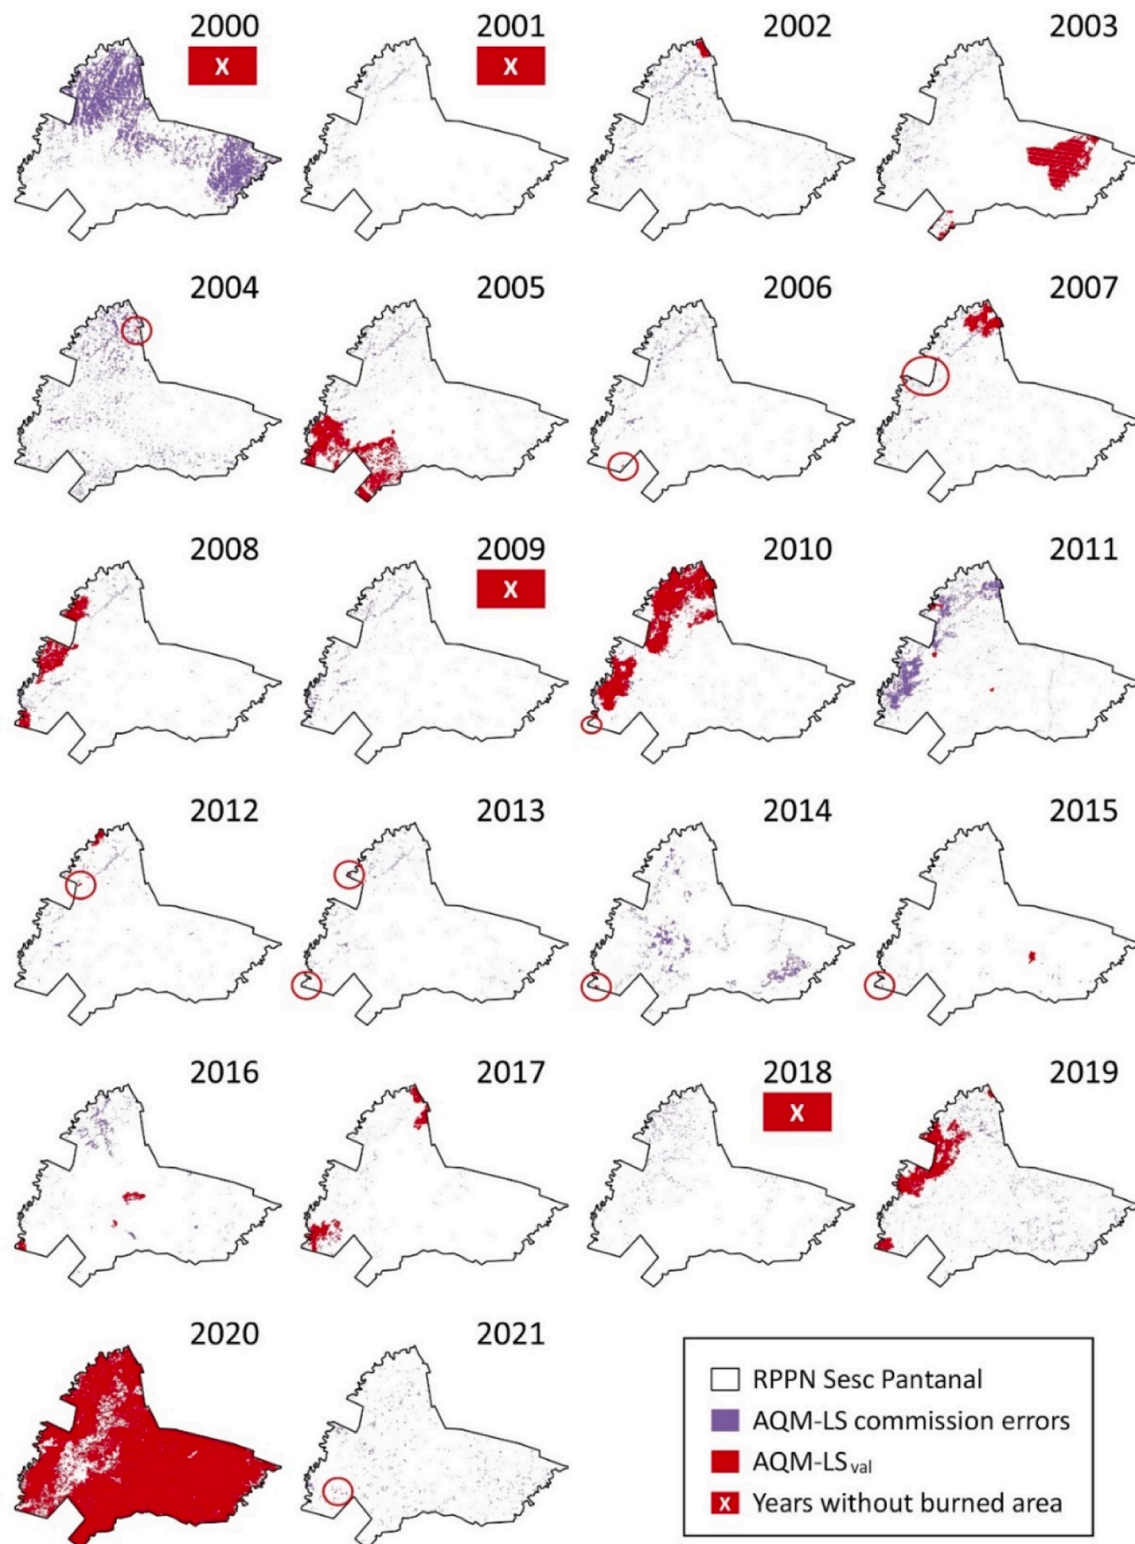 2000 2001 2002 2003
X X
2004 2005 2006 2007
2008 2009 2010 2011
X
2012 2013 2014 2015
2016 2017 2018 2019
X
2020 2021
RPPN Sesc Pantanal
AQM-LS commission errors
AQM-LSval
X Years without burned area